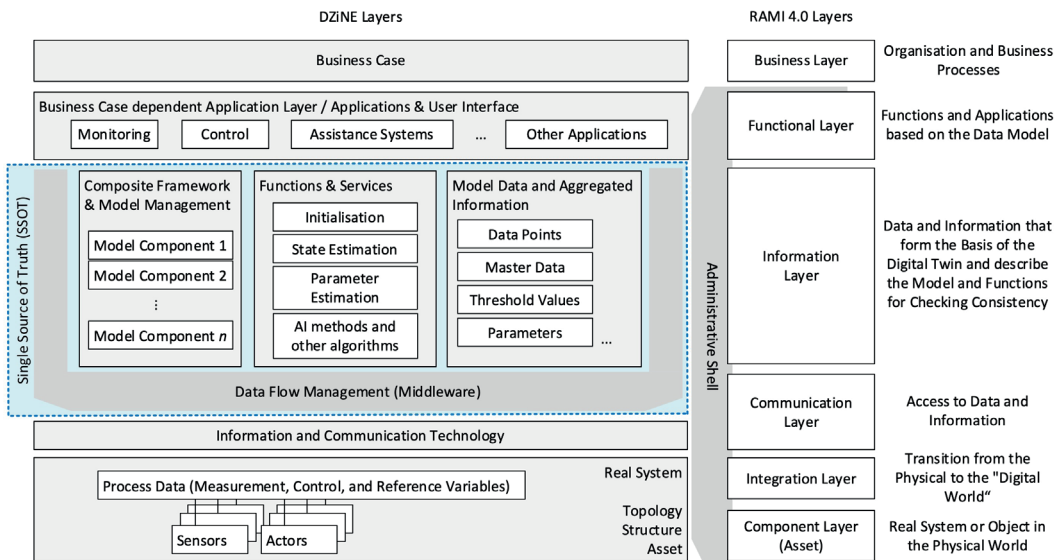 DZiNE Layers
Business Case
Business Case dependent Application Layer / Applications & User Interface
Monitoring
Control
Assistance Systems
...
Other Applications
Single Source of Truth (SSOT)
Composite Framework
& Model Management
Model Component 1
Model Component 2
⋮
Model Component n
Functions & Services
Initialisation
State Estimation
Parameter
Estimation
AI methods and
other algorithms
Model Data and Aggregated
Information
Data Points
Master Data
Threshold Values
Parameters
...
Data Flow Management (Middleware)
Information and Communication Technology
Real System
Process Data (Measurement, Control, and Reference Variables)
Topology
Structure
Asset
Sensors
Actors
RAMI 4.0 Layers
Administrative Shell
Business Layer
Organisation and Business
Processes
Functional Layer
Functions and Applications
based on the Data Model
Information
Layer
Data and Information that
form the Basis of the
Digital Twin and describe
the Model and Functions
for Checking Consistency
Communication
Layer
Access to Data and
Information
Integration Layer
Transition from the
Physical to the "Digital
World“
Component Layer
(Asset)
Real System or Object in
the Physical World